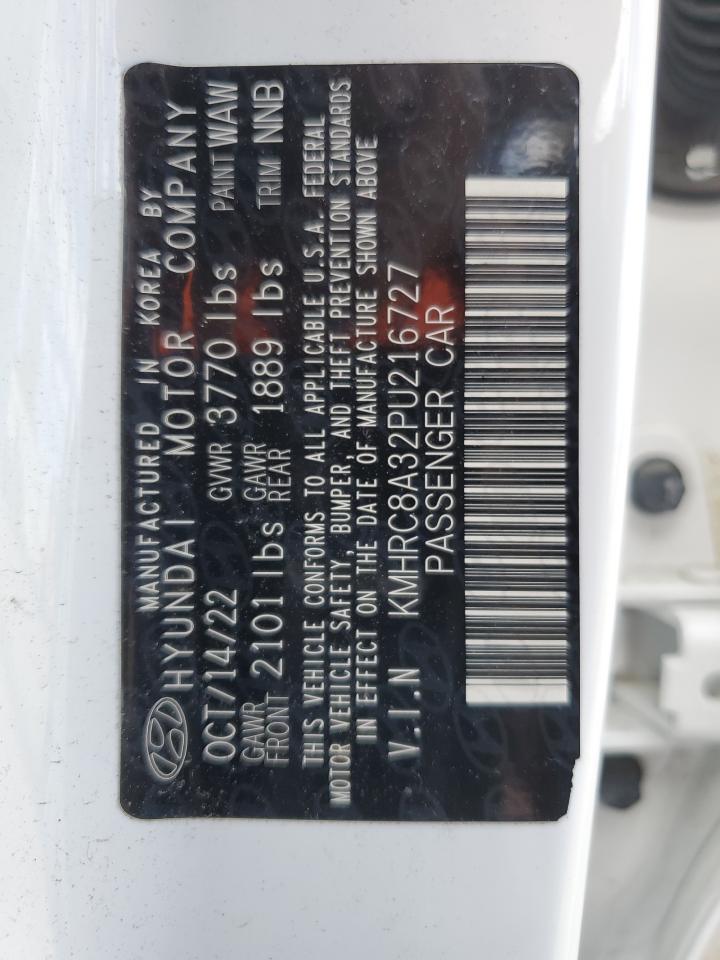 MANUFACTURED IN KOREA BY
HYUNDAI MOTOR COMPANY
OCT/14/22 GVWR 3770 lbs PAINT WAW
GAWR FRONT 2101 lbs GAWR REAR 1889 lbs TRIM NNB
THIS VEHICLE CONFORMS TO ALL APPLICABLE U.S.A. FEDERAL
MOTOR VEHICLE SAFETY, BUMPER, AND THEFT PREVENTION STANDARDS
IN EFFECT ON THE DATE OF MANUFACTURE SHOWN ABOVE
V.I.N KMHRC8A32PU216727
PASSENGER CAR